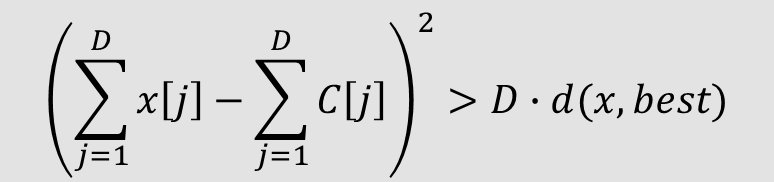 (∑_{j=1}^{D} x[j] − ∑_{j=1}^{D} C[j])² > D · d(x, best)